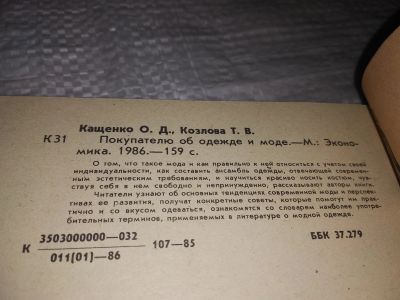 Кащенко О. Д., Козлова Т. В.
К31 Покупателю об одежде и моде.—М.: Эконо-
мика. 1986.—159 с.
О том, что такое мода и как правильно к ней относиться с учетом своей
индивидуальности, как составить ансамбль одежды, отвечающей современ-
ным эстетическим требованиям, и научиться красиво носить костюм, чувст-
вуя себя в нем свободно и непринужденно, рассказывают авторы книги.
Читатели узнают об основных тенденциях современной моды и перспек-
тивах ее развития, получат конкретные советы, которые помогут им прак-
тично и со вкусом одеваться, ознакомятся со словарем наиболее употре-
бительных терминов, применяемых в литературе о модной одежде.
К 3503000000—032 107—85 ББК 37.279
011(01)—86